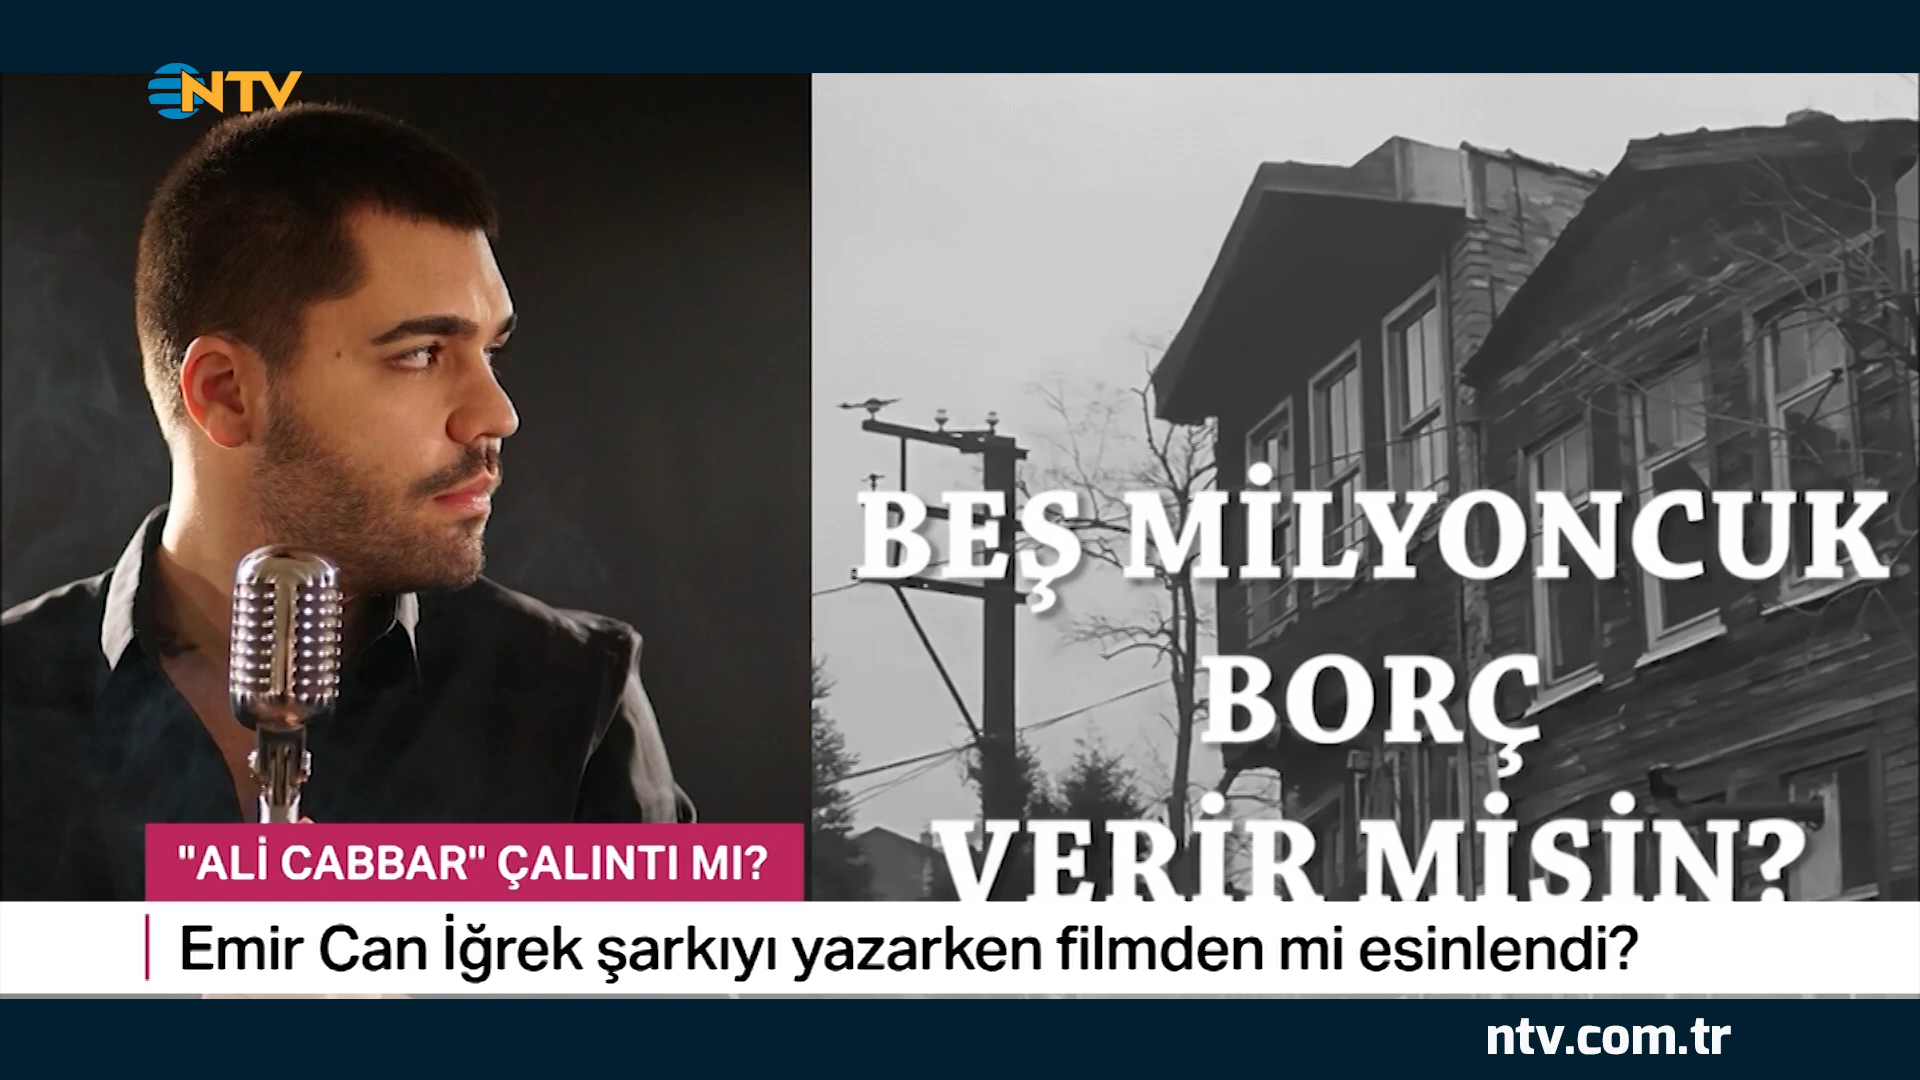 NTV
BEŞ MİLYONCUK
BORÇ
VERİR MİSİN?
"ALİ CABBAR" ÇALINTI MI?
Emir Can İğrek şarkıyı yazarken filmden mi esinlendi?
ntv.com.tr